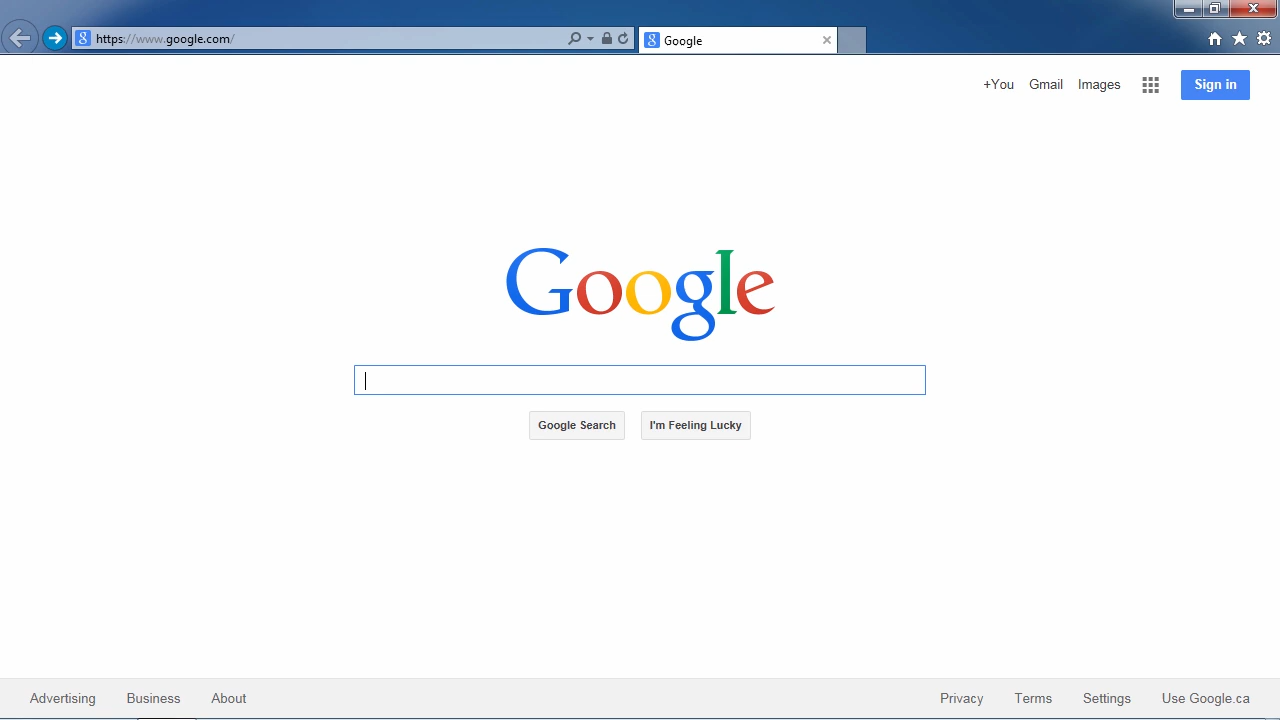 https://www.google.com/
Google
+You Gmail Images Sign in
Google
Google Search I'm Feeling Lucky
Advertising Business About Privacy Terms Settings Use Google.ca